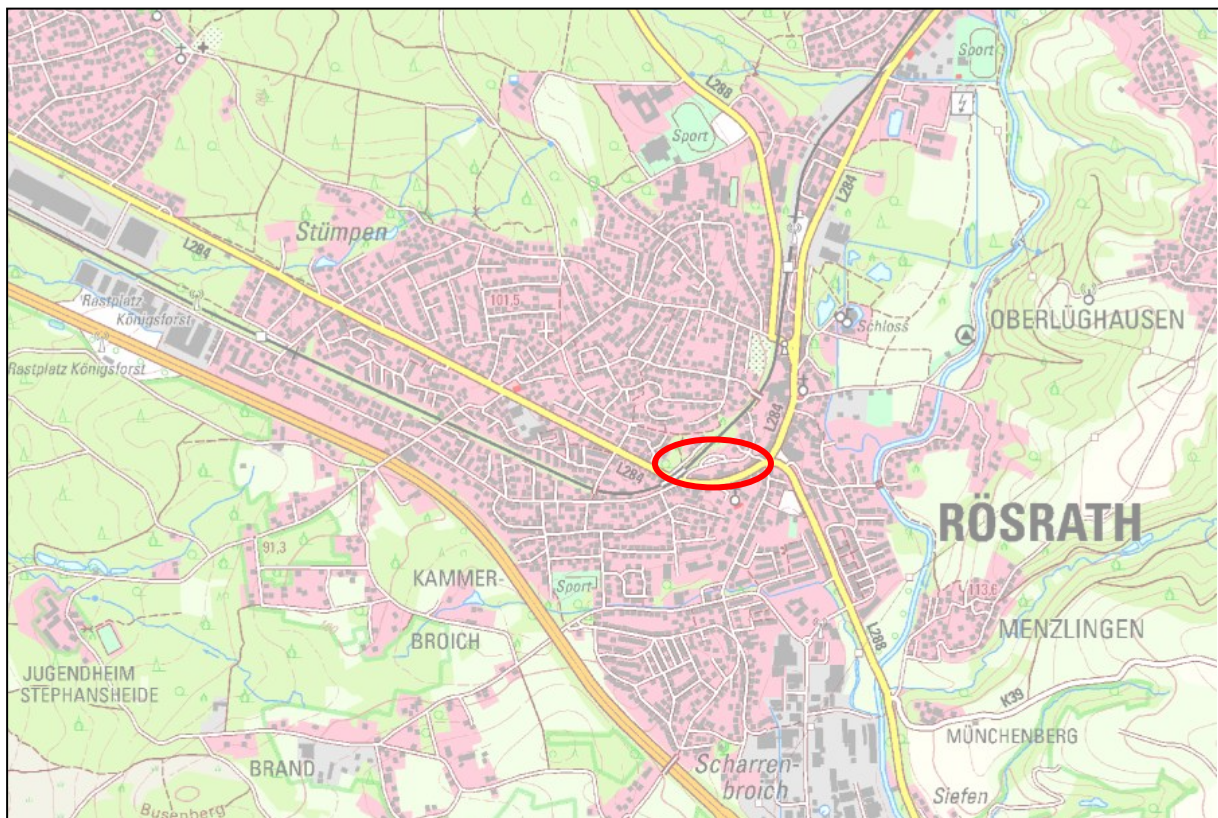 Sport
L288
Sport
L284
L284
Stümpen
101,5
Rastplatz
Königsforst
Rastplatz Königsforst
Schloss
OBERLÜGHAUSEN
L284
L284
RÖSRATH
91,3
KAMMER-
BROICH
Sport
113,6
MENZLINGEN
L288
JUGENDHEIM
STEPHANSHEIDE
K39
MÜNCHENBERG
BRAND
Scharren-
broich
Siefen
Busenberg